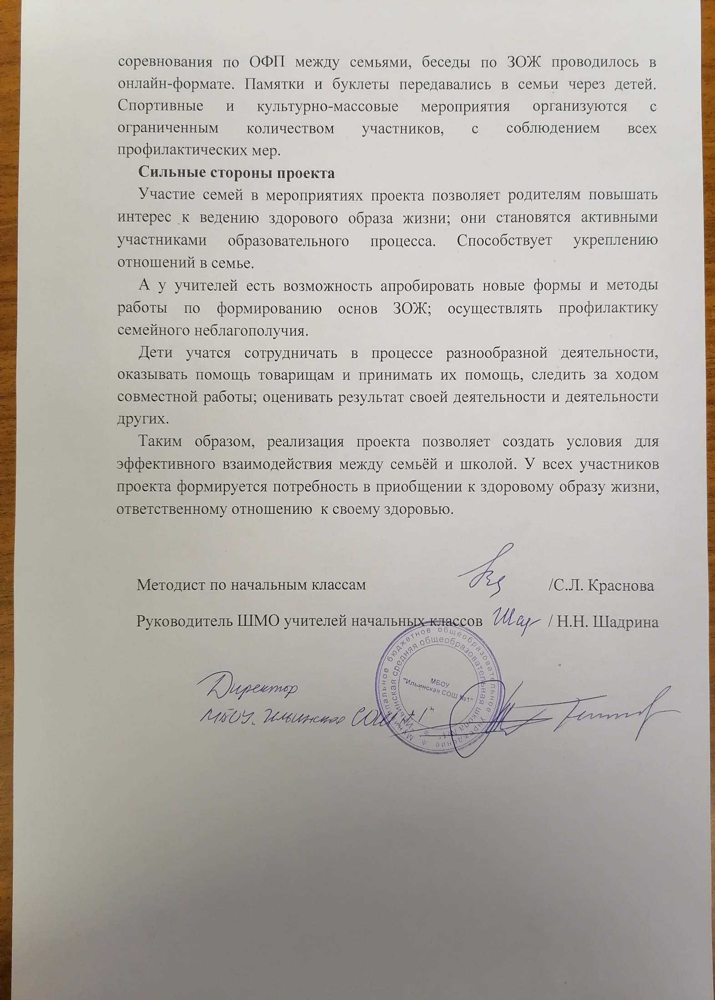 соревнования по ОФП между семьями, беседы по ЗОЖ проводилось в
онлайн-формате. Памятки и буклеты передавались в семьи через детей.
Спортивные и культурно-массовые мероприятия организуются с
ограниченным количеством участников, с соблюдением всех
профилактических мер.
Сильные стороны проекта
Участие семей в мероприятиях проекта позволяет родителям повышать
интерес к ведению здорового образа жизни; они становятся активными
участниками образовательного процесса. Способствует укреплению
отношений в семье.
А у учителей есть возможность апробировать новые формы и методы
работы по формированию основ ЗОЖ; осуществлять профилактику
семейного неблагополучия.
Дети учатся сотрудничать в процессе разнообразной деятельности,
оказывать помощь товарищам и принимать их помощь, следить за ходом
совместной работы; оценивать результат своей деятельности и деятельности
других.
Таким образом, реализация проекта позволяет создать условия для
эффективного взаимодействия между семьёй и школой. У всех участников
проекта формируется потребность в приобщении к здоровому образу жизни,
ответственному отношению к своему здоровью.
Методист по начальным классам /С.Л. Краснова
Руководитель ШМО учителей начальных классов Шад / Н.Н. Шадрина
Муниципальное бюджетное общеобразовательное учреждение
"Ильинская средняя общеобразовательная школа №1"
МБОУ
"Ильинская СОШ №1"
Директор
МБОУ "Ильинская СОШ №1"